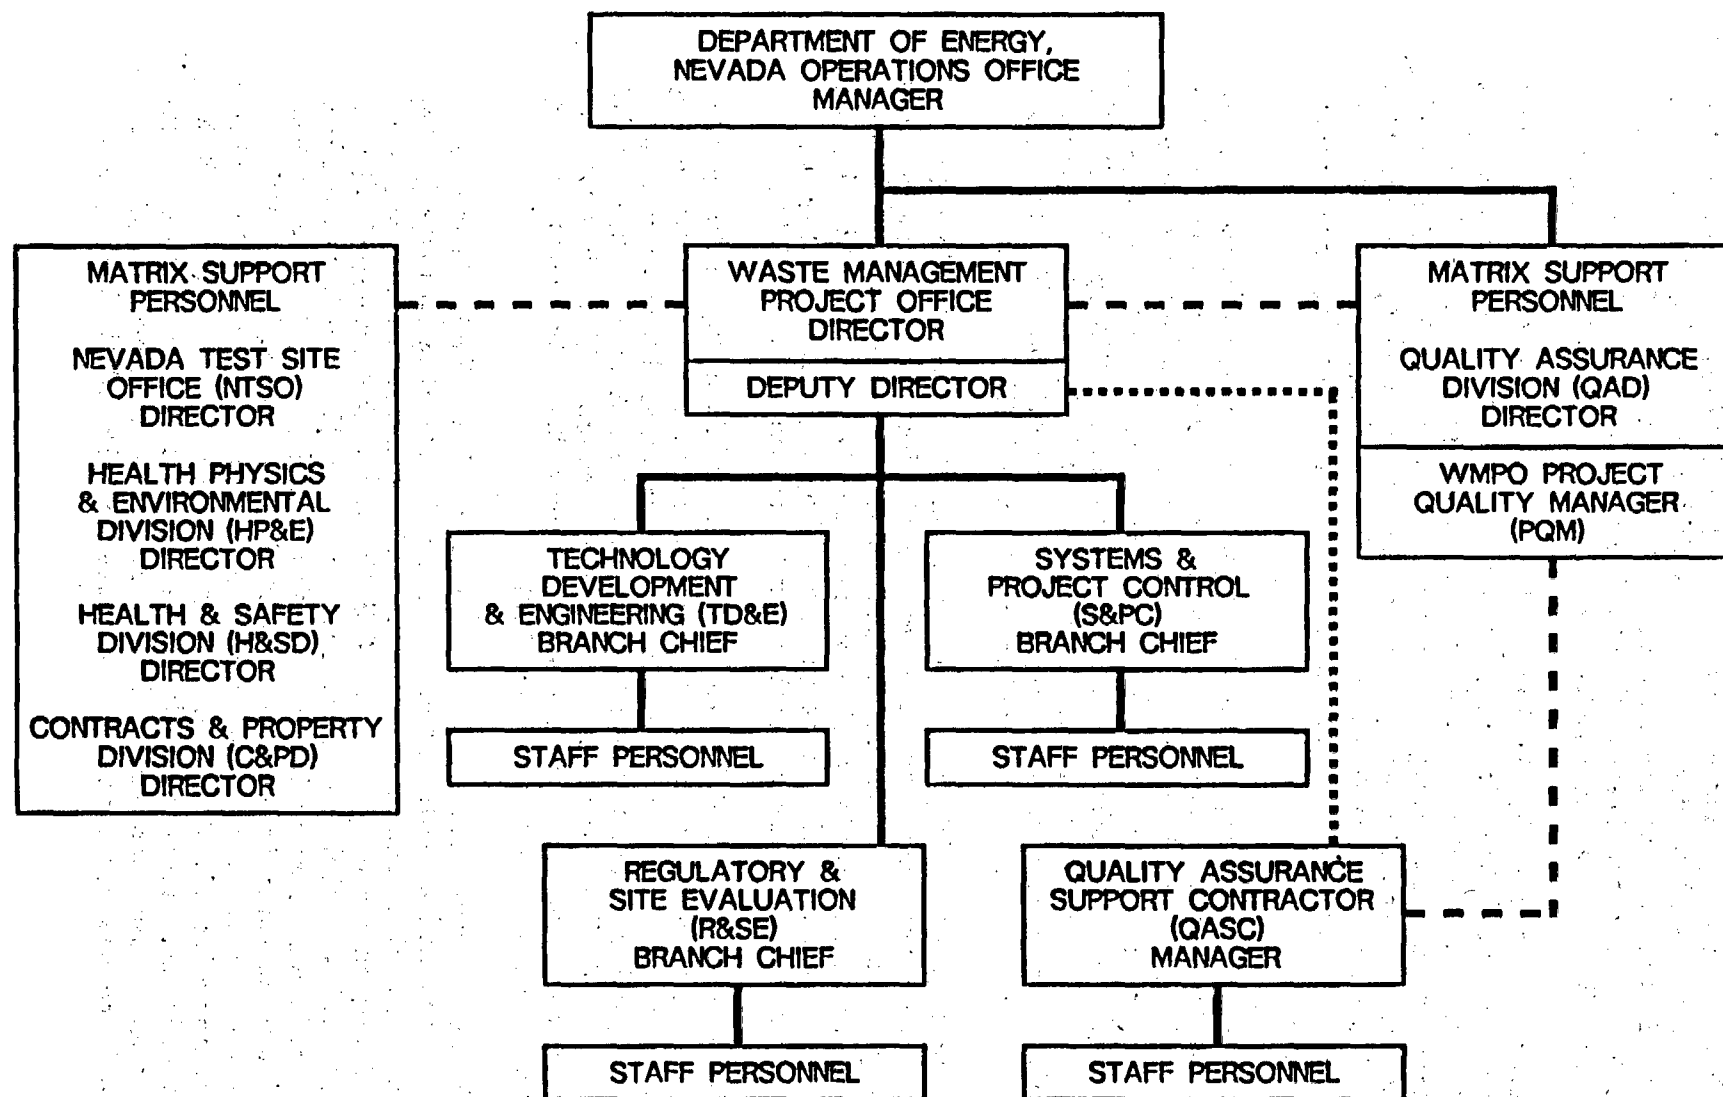 DEPARTMENT OF ENERGY,
NEVADA OPERATIONS OFFICE
MANAGER
MATRIX SUPPORT
PERSONNEL
NEVADA TEST SITE
OFFICE (NTSO)
DIRECTOR
HEALTH PHYSICS
& ENVIRONMENTAL
DIVISION (HP&E)
DIRECTOR
HEALTH & SAFETY
DIVISION (H&SD)
DIRECTOR
CONTRACTS & PROPERTY
DIVISION (C&PD)
DIRECTOR
WASTE MANAGEMENT
PROJECT OFFICE
DIRECTOR
DEPUTY DIRECTOR
MATRIX SUPPORT
PERSONNEL
QUALITY ASSURANCE
DIVISION (QAD)
DIRECTOR
WMPO PROJECT
QUALITY MANAGER
(PQM)
TECHNOLOGY
DEVELOPMENT
& ENGINEERING (TD&E)
BRANCH CHIEF
STAFF PERSONNEL
SYSTEMS &
PROJECT CONTROL
(S&PC)
BRANCH CHIEF
STAFF PERSONNEL
REGULATORY &
SITE EVALUATION
(R&SE)
BRANCH CHIEF
STAFF PERSONNEL
QUALITY ASSURANCE
SUPPORT CONTRACTOR
(QASC)
MANAGER
STAFF PERSONNEL